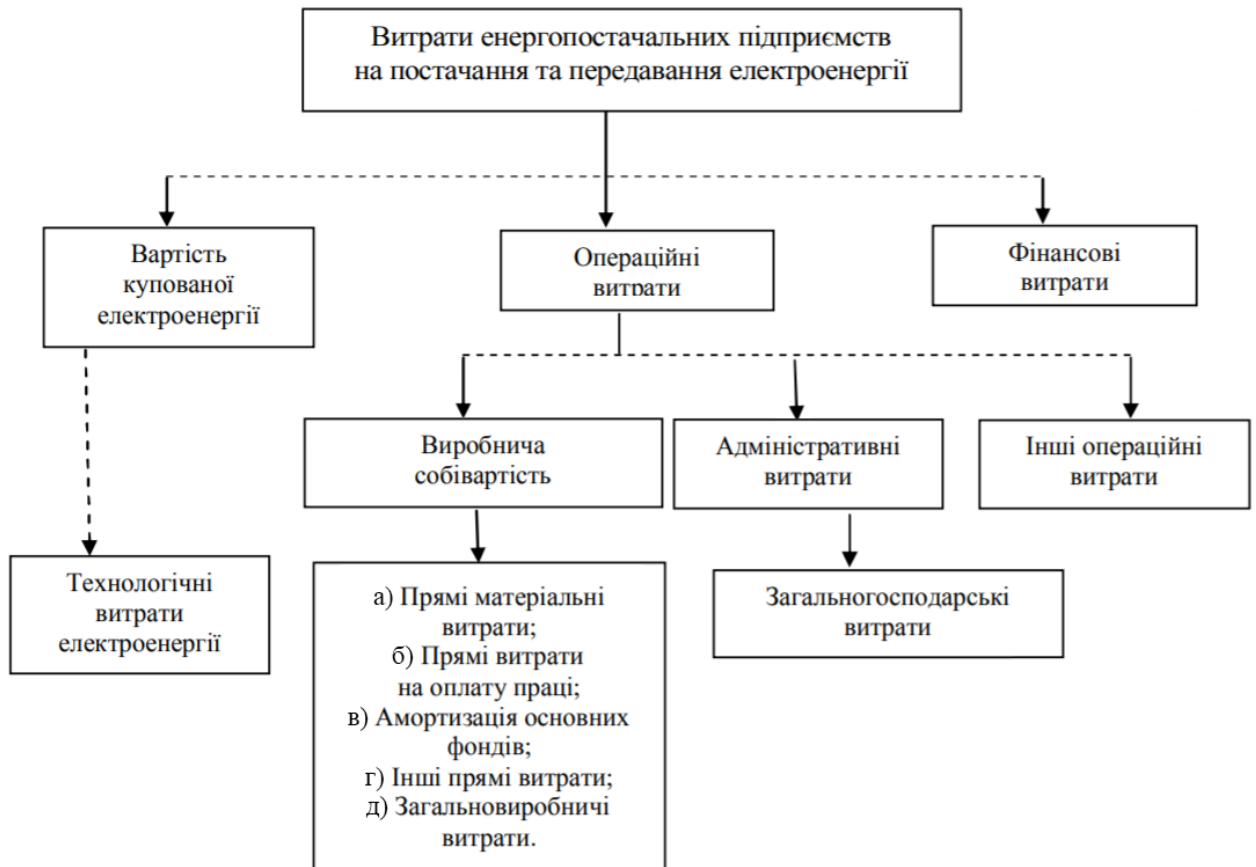 Витрати енергопостачальних підприємств
на постачання та передавання електроенергії
Вартість
купованої
електроенергії
Операційні
витрати
Фінансові
витрати
Виробнича
собівартість
Адміністративні
витрати
Інші операційні
витрати
Технологічні
витрати
електроенергії
а) Прямі матеріальні
витрати;
б) Прямі витрати
на оплату праці;
в) Амортизація основних
фондів;
г) Інші прямі витрати;
д) Загальновиробничі
витрати.
Загальногосподарські
витрати